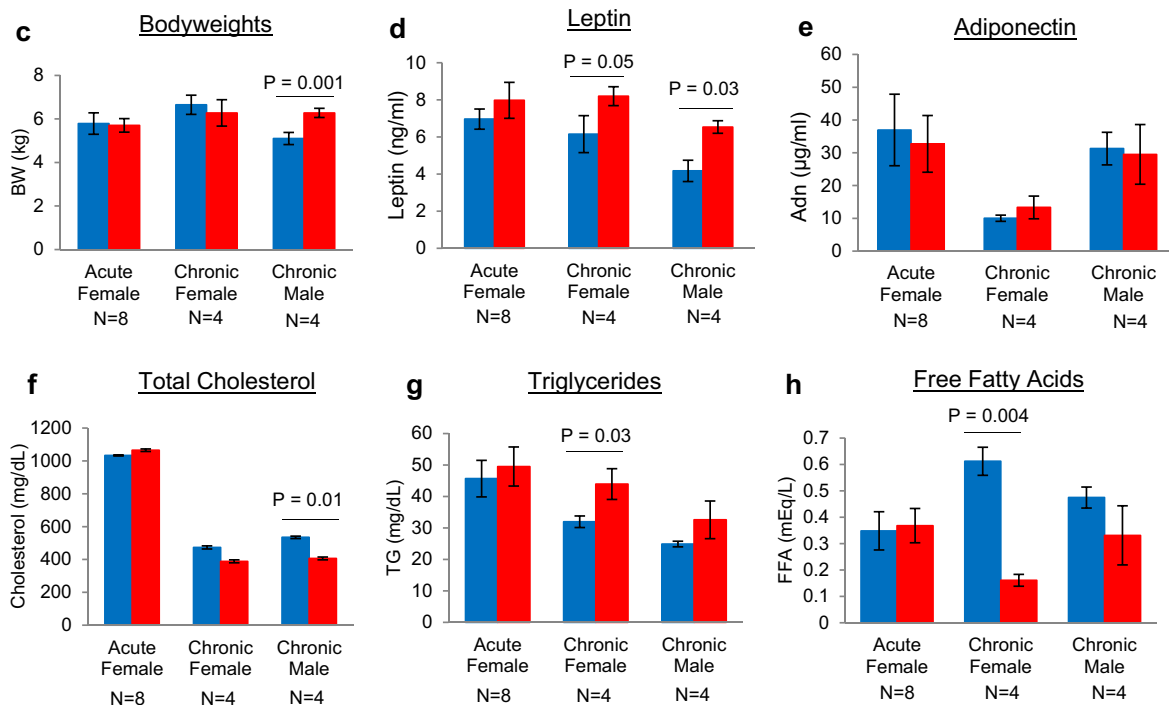 c
Bodyweights
BW (kg)
8
6
4
2
0
P = 0.001
Acute
Female
N=8
Chronic
Female
N=4
Chronic
Male
N=4
d
Leptin
Leptin (ng/ml)
10
8
6
4
2
0
P = 0.05
P = 0.03
Acute
Female
N=8
Chronic
Female
N=4
Chronic
Male
N=4
e
Adiponectin
Adn (µg/ml)
60
50
40
30
20
10
0
Acute
Female
N=8
Chronic
Female
N=4
Chronic
Male
N=4
f
Total Cholesterol
Cholesterol (mg/dL)
1200
1000
800
600
400
200
0
P = 0.01
Acute
Female
N=8
Chronic
Female
N=4
Chronic
Male
N=4
g
Triglycerides
TG (mg/dL)
60
50
40
30
20
10
0
P = 0.03
Acute
Female
N=8
Chronic
Female
N=4
Chronic
Male
N=4
h
Free Fatty Acids
FFA (mEq/L)
0.7
0.6
0.5
0.4
0.3
0.2
0.1
0
P = 0.004
Acute
Female
N=8
Chronic
Female
N=4
Chronic
Male
N=4